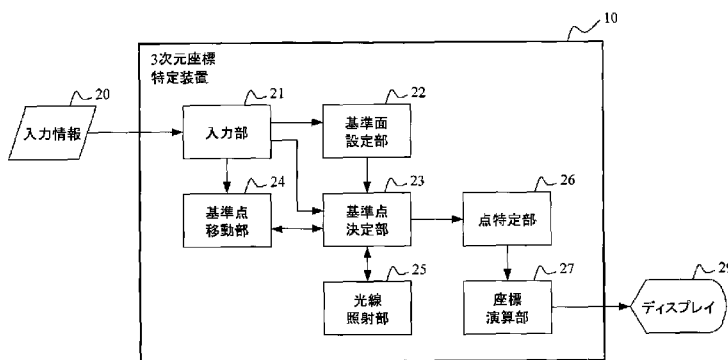 10
3次元座標
特定装置
20
入力情報
21
入力部
22
基準面
設定部
24
基準点
移動部
23
基準点
決定部
26
点特定部
25
光線
照射部
27
座標
演算部
29
ディスプレイ